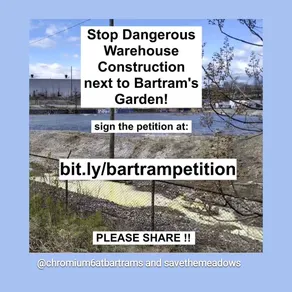 Stop Dangerous
Warehouse
Construction
next to Bartram's
Garden!
sign the petition at:
bit.ly/bartrampetition
PLEASE SHARE !!
@chromium6atbartrams and savethemeadows